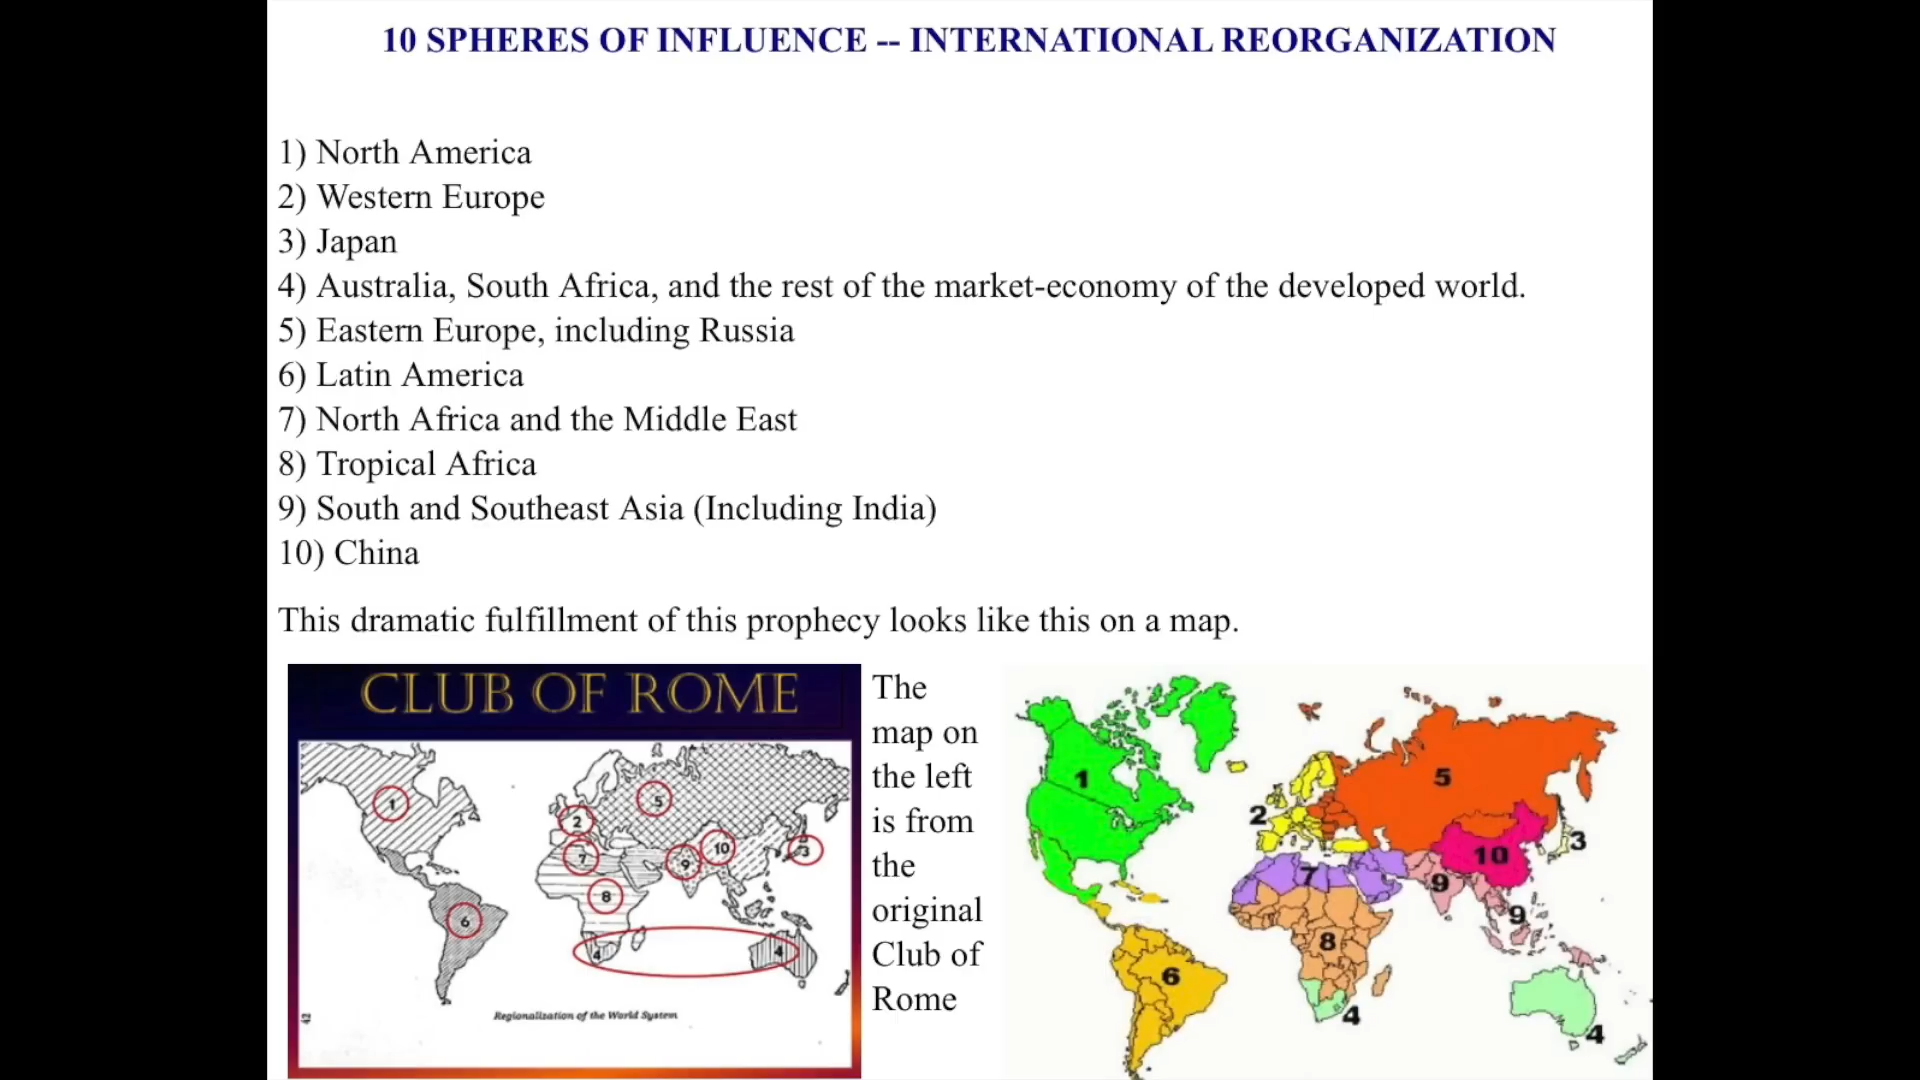 10 SPHERES OF INFLUENCE -- INTERNATIONAL REORGANIZATION
1) North America
2) Western Europe
3) Japan
4) Australia, South Africa, and the rest of the market-economy of the developed world.
5) Eastern Europe, including Russia
6) Latin America
7) North Africa and the Middle East
8) Tropical Africa
9) South and Southeast Asia (Including India)
10) China
This dramatic fulfillment of this prophecy looks like this on a map.
CLUB OF ROME
1
5
2
10
3
7
9
8
6
4
4
Regionalization of the World System
42
The
map on
the left
is from
the
original
Club of
Rome
1
5
2
3
10
7
9
9
8
6
4
4